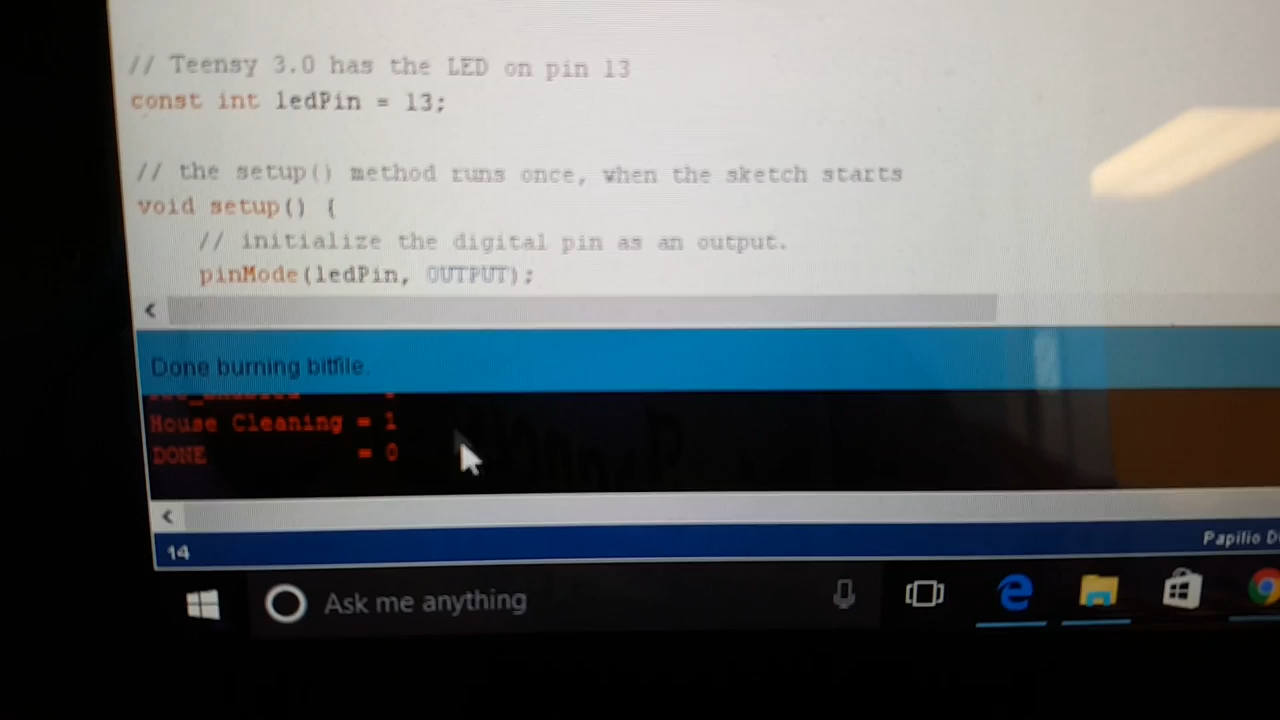 // Teensy 3.0 has the LED on pin 13
const int ledPin = 13;
// the setup() method runs once, when the sketch starts
void setup() {
// initialize the digital pin as an output.
pinMode(ledPin, OUTPUT);
Done burning bitfile
House Cleaning = 1
DONE = 0
14
Papilio
Ask me anything